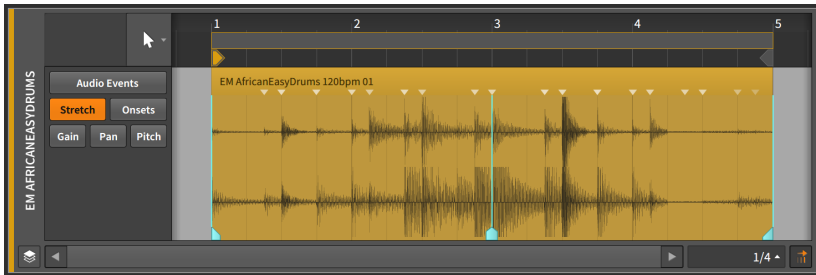 1 2 3 4 5
EM AFRICANEASYDRUMS
Audio Events
EM AfricanEasyDrums 120bpm 01
Stretch Onsets
Gain Pan Pitch
1/4